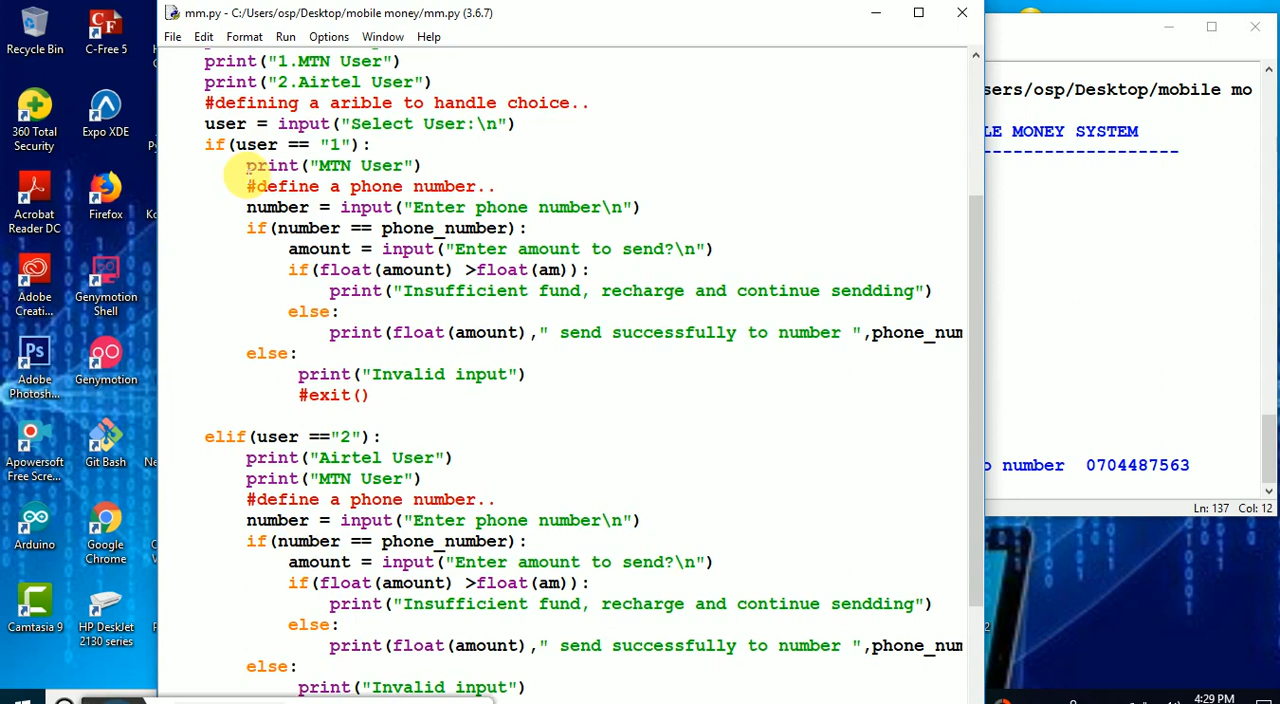 mm.py - C:/Users/osp/Desktop/mobile money/mm.py (3.6.7)
File Edit Format Run Options Window Help
print("1.MTN User")
print("2.Airtel User")
#defining a arible to handle choice..
user = input("Select User:\n")
if(user == "1"):
print("MTN User")
#define a phone number..
number = input("Enter phone number\n")
if(number == phone_number):
amount = input("Enter amount to send?\n")
if(float(amount) >float(am)):
print("Insufficient fund, recharge and continue sendding")
else:
print(float(amount)," send successfully to number ",phone_num
else:
print("Invalid input")
#exit()
elif(user =="2"):
print("Airtel User")
print("MTN User")
#define a phone number..
number = input("Enter phone number\n")
if(number == phone_number):
amount = input("Enter amount to send?\n")
if(float(amount) >float(am)):
print("Insufficient fund, recharge and continue sendding")
else:
print(float(amount)," send successfully to number ",phone_num
else:
print("Invalid input")
sers/osp/Desktop/mobile mo
LE MONEY SYSTEM
-------------------
o number 0704487563
Ln: 137 Col: 12
Recycle Bin
C-Free 5
360 Total
Security
Expo XDE
Acrobat
Reader DC
Firefox
Adobe
Creati...
Genymotion
Shell
Ps
Adobe
Photosh...
Genymotion
Apowersoft
Free Scre...
Git Bash
Arduino
Google
Chrome
Camtasia 9
HP DeskJet
2130 series
4:29 PM